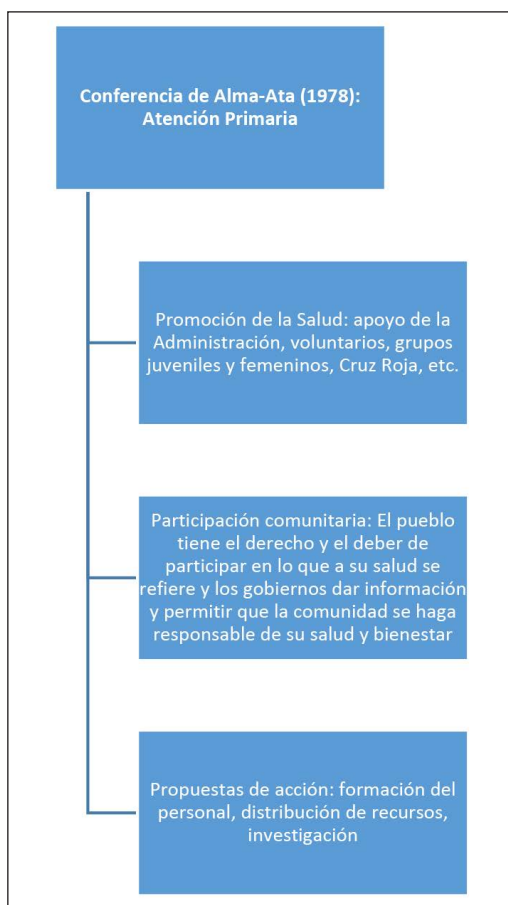 Conferencia de Alma-Ata (1978):
Atención Primaria
Promoción de la Salud: apoyo de la
Administración, voluntarios, grupos
juveniles y femeninos, Cruz Roja, etc.
Participación comunitaria: El pueblo
tiene el derecho y el deber de
participar en lo que a su salud se
refiere y los gobiernos dar información
y permitir que la comunidad se haga
responsable de su salud y bienestar
Propuestas de acción: formación del
personal, distribución de recursos,
investigación